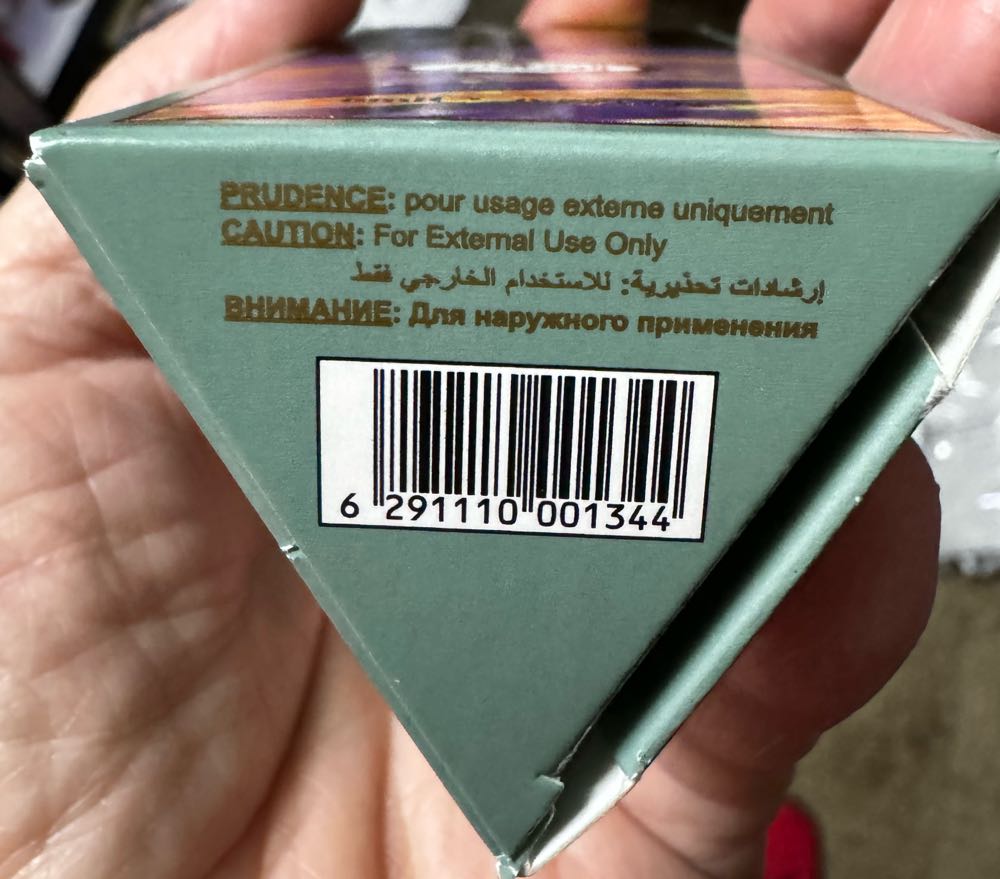 PRUDENCE: pour usage externe uniquement
CAUTION: For External Use Only
إرشادات تحذيرية: للاستخدام الخارجي فقط
ВНИМАНИЕ: Для наружного применения
6 291110 001344